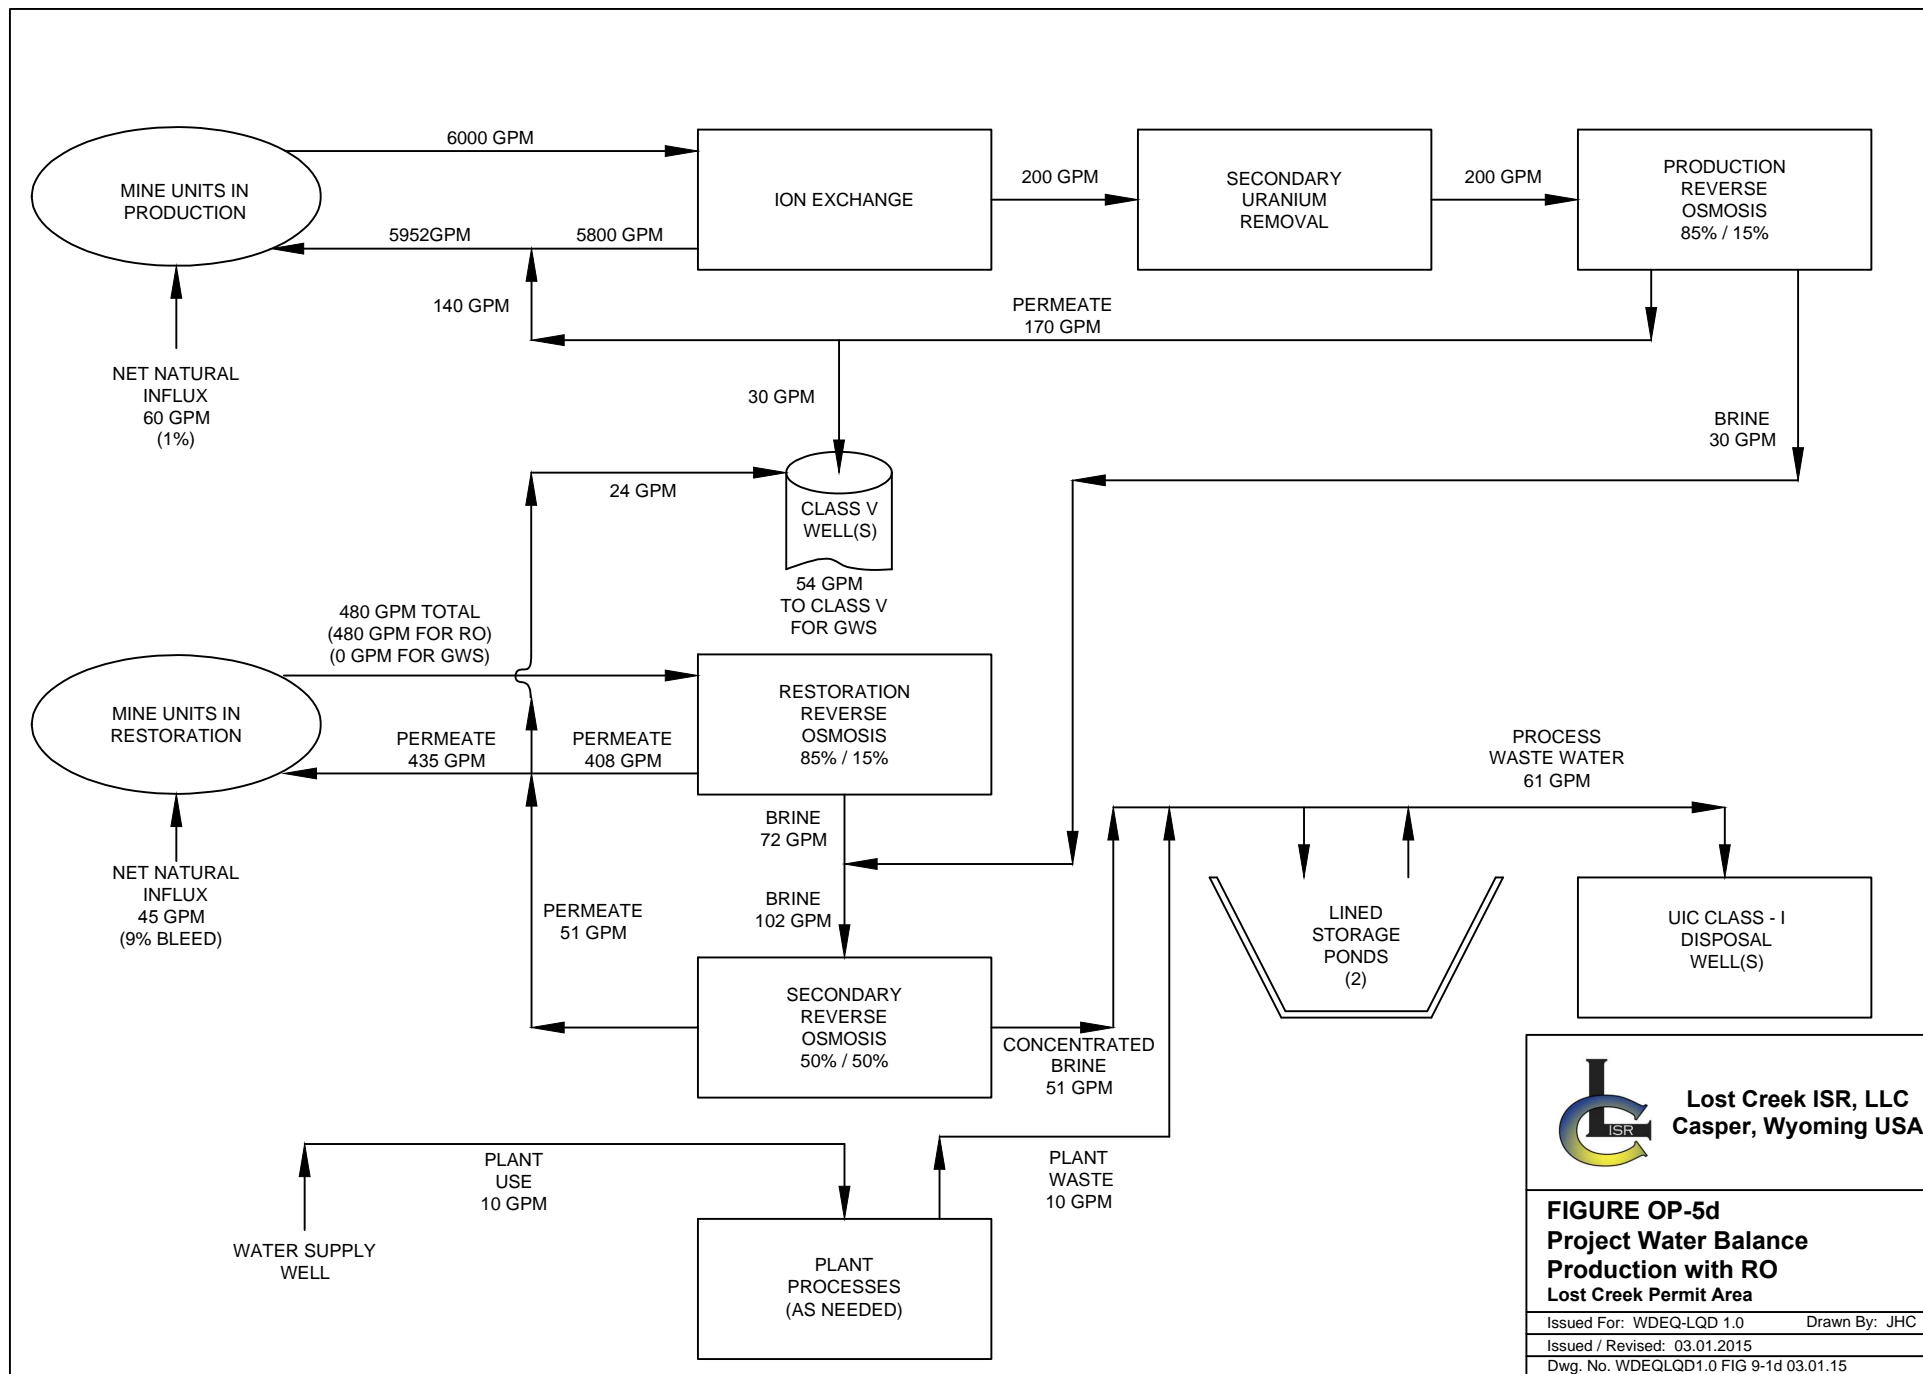 6000 GPM
MINE UNITS IN
PRODUCTION
5952GPM
5800 GPM
ION EXCHANGE
200 GPM
SECONDARY
URANIUM
REMOVAL
200 GPM
PRODUCTION
REVERSE
OSMOSIS
85% / 15%
140 GPM
PERMEATE
170 GPM
NET NATURAL
INFLUX
60 GPM
(1%)
30 GPM
BRINE
30 GPM
24 GPM
CLASS V
WELL(S)
54 GPM
TO CLASS V
FOR GWS
480 GPM TOTAL
(480 GPM FOR RO)
(0 GPM FOR GWS)
MINE UNITS IN
RESTORATION
PERMEATE
435 GPM
PERMEATE
408 GPM
RESTORATION
REVERSE
OSMOSIS
85% / 15%
PROCESS
WASTE WATER
61 GPM
BRINE
72 GPM
NET NATURAL
INFLUX
45 GPM
(9% BLEED)
PERMEATE
51 GPM
BRINE
102 GPM
LINED
STORAGE
PONDS
(2)
UIC CLASS - I
DISPOSAL
WELL(S)
SECONDARY
REVERSE
OSMOSIS
50% / 50%
CONCENTRATED
BRINE
51 GPM
PLANT
USE
10 GPM
PLANT
WASTE
10 GPM
WATER SUPPLY
WELL
PLANT
PROCESSES
(AS NEEDED)
LC
ISR
Lost Creek ISR, LLC
Casper, Wyoming USA
FIGURE OP-5d
Project Water Balance
Production with RO
Lost Creek Permit Area
Issued For: WDEQ-LQD 1.0 Drawn By: JHC
Issued / Revised: 03.01.2015
Dwg. No. WDEQLQD1.0 FIG 9-1d 03.01.15